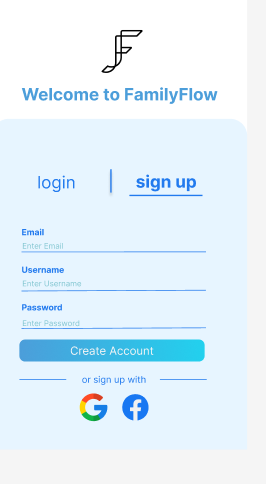 Welcome to FamilyFlow
login | sign up
Email
Enter Email
Username
Enter Username
Password
Enter Password
Create Account
or sign up with